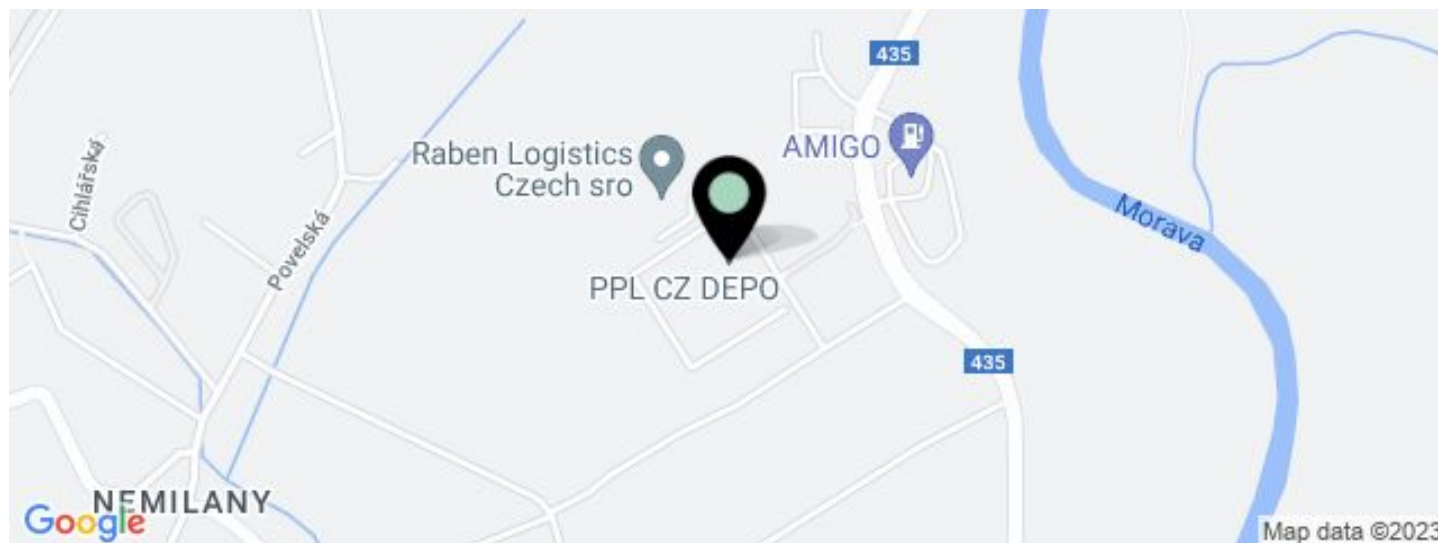 435
AMIGO
Raben Logistics
Czech sro
Cihlářská
Povelská
Morava
PPL CZ DEPO
435
NEMILANY
Google
Map data ©2023